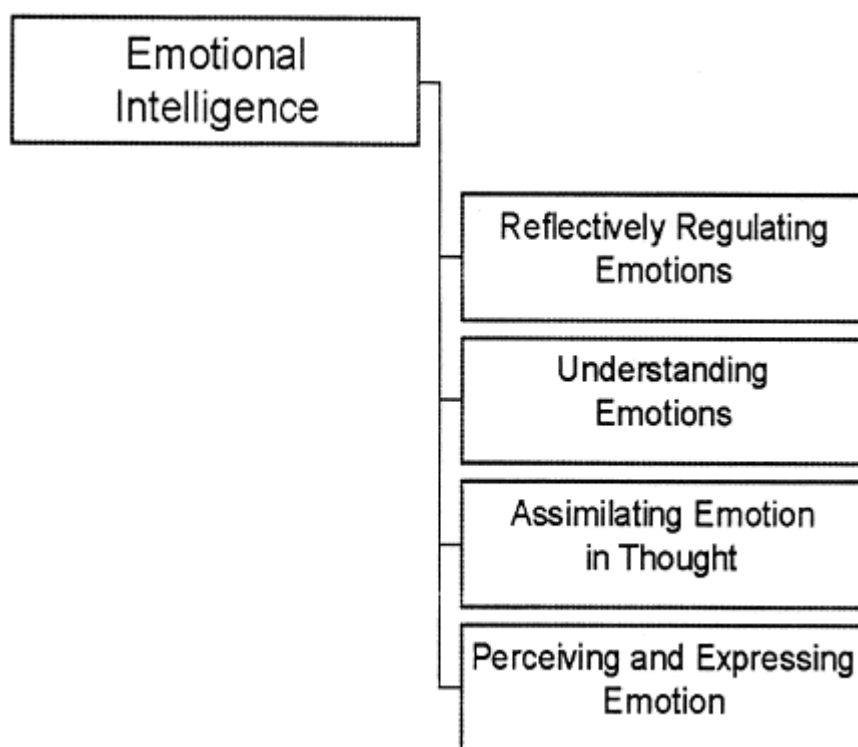 Emotional
Intelligence
Reflectively Regulating
Emotions
Understanding
Emotions
Assimilating Emotion
in Thought
Perceiving and Expressing
Emotion